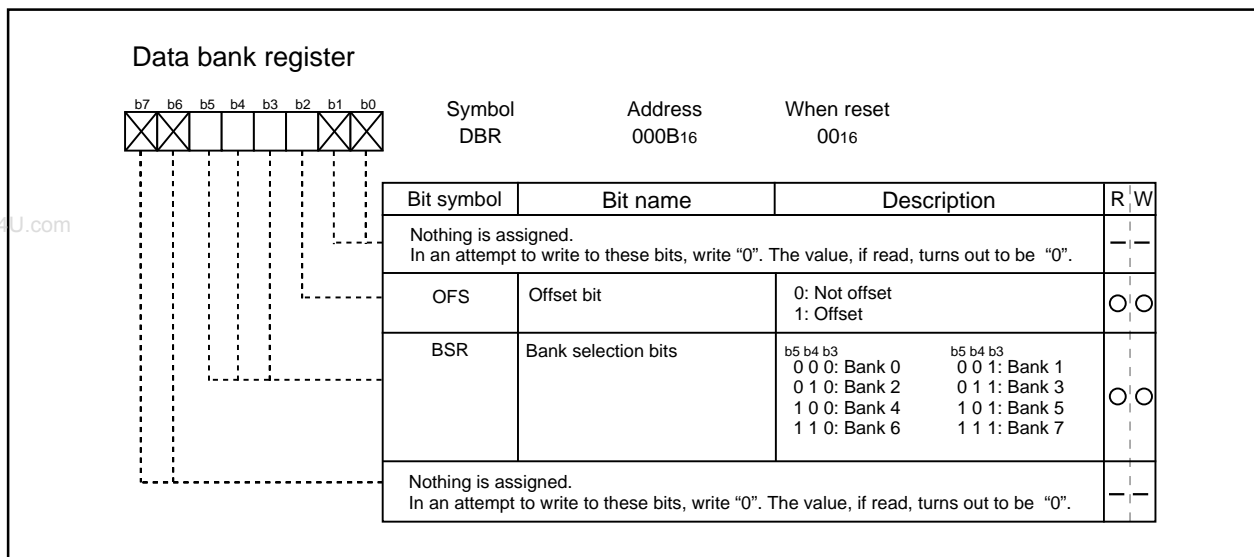 Data bank register
b7 b6 b5 b4 b3 b2 b1 b0
Symbol Address When reset
DBR 000B16 0016
4U.com
Bit symbol Bit name Description R W
Nothing is assigned.
In an attempt to write to these bits, write “0”. The value, if read, turns out to be “0”.
OFS Offset bit 0: Not offset
1: Offset
BSR Bank selection bits
b5 b4 b3 b5 b4 b3
0 0 0: Bank 0 0 0 1: Bank 1
0 1 0: Bank 2 0 1 1: Bank 3
1 0 0: Bank 4 1 0 1: Bank 5
1 1 0: Bank 6 1 1 1: Bank 7
Nothing is assigned.
In an attempt to write to these bits, write “0”. The value, if read, turns out to be “0”.